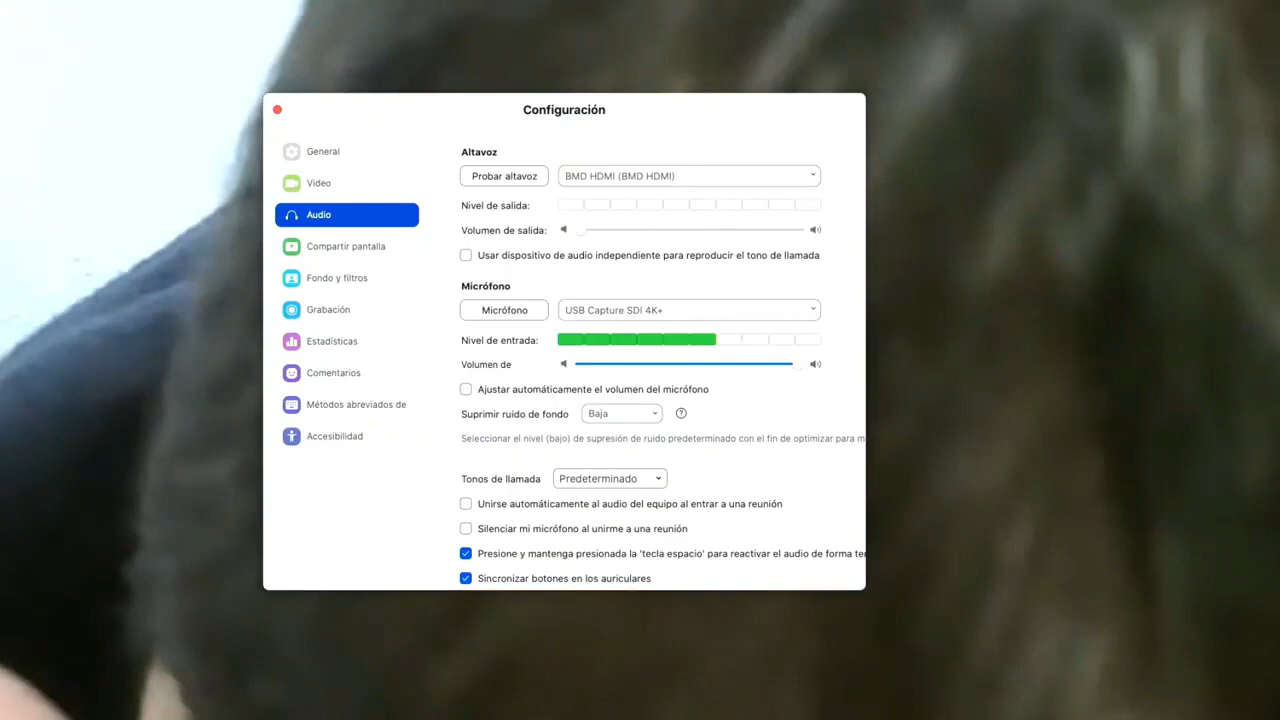 Configuración
General
Video
Audio
Compartir pantalla
Fondo y filtros
Grabación
Estadísticas
Comentarios
Métodos abreviados de
Accesibilidad
Altavoz
Probar altavoz
BMD HDMI (BMD HDMI)
Nivel de salida:
Volumen de salida:
Usar dispositivo de audio independiente para reproducir el tono de llamada
Micrófono
Micrófono
USB Capture SDI 4K+
Nivel de entrada:
Volumen de
Ajustar automáticamente el volumen del micrófono
Suprimir ruido de fondo
Baja
Seleccionar el nivel (bajo) de supresión de ruido predeterminado con el fin de optimizar para m
Tonos de llamada
Predeterminado
Unirse automáticamente al audio del equipo al entrar a una reunión
Silenciar mi micrófono al unirme a una reunión
Presione y mantenga presionada la 'tecla espacio' para reactivar el audio de forma te
Sincronizar botones en los auriculares